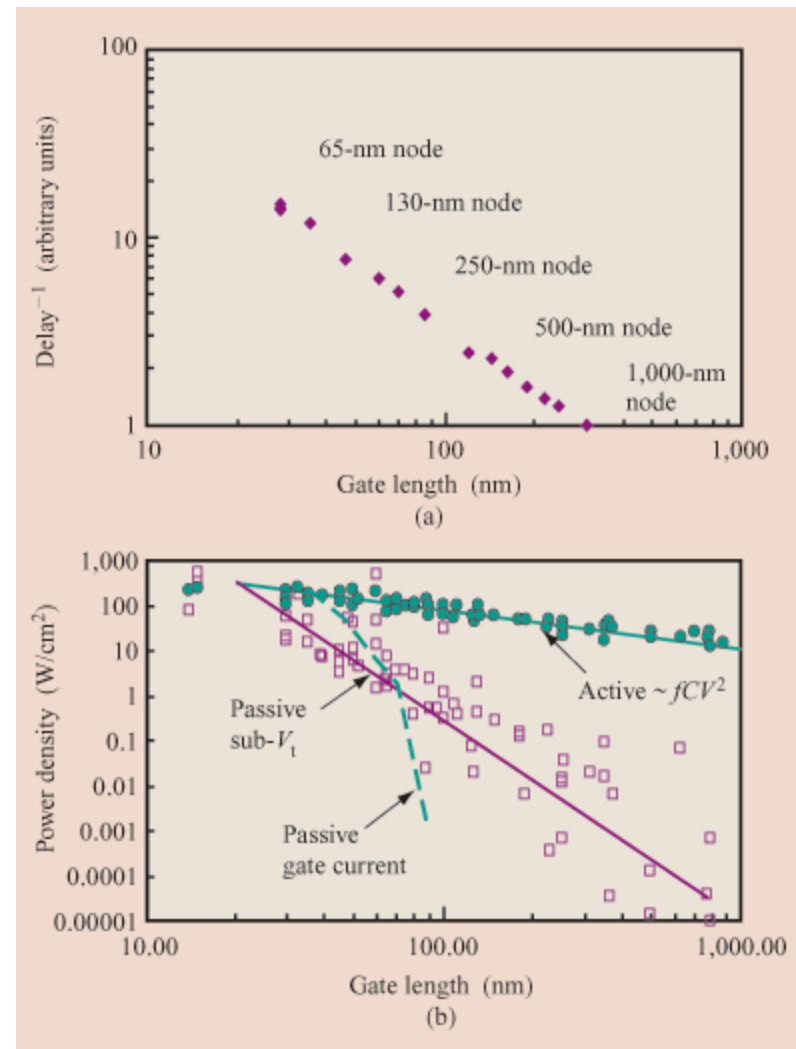 100
10
1
Delay⁻¹ (arbitrary units)
65-nm node
130-nm node
250-nm node
500-nm node
1,000-nm
node
10
100
1,000
Gate length (nm)
(a)
1,000
100
10
1
0.1
0.01
0.001
0.0001
0.00001
Power density (W/cm²)
Active ~ fCV²
Passive
sub-Vₜ
Passive
gate current
10.00
100.00
1,000.00
Gate length (nm)
(b)